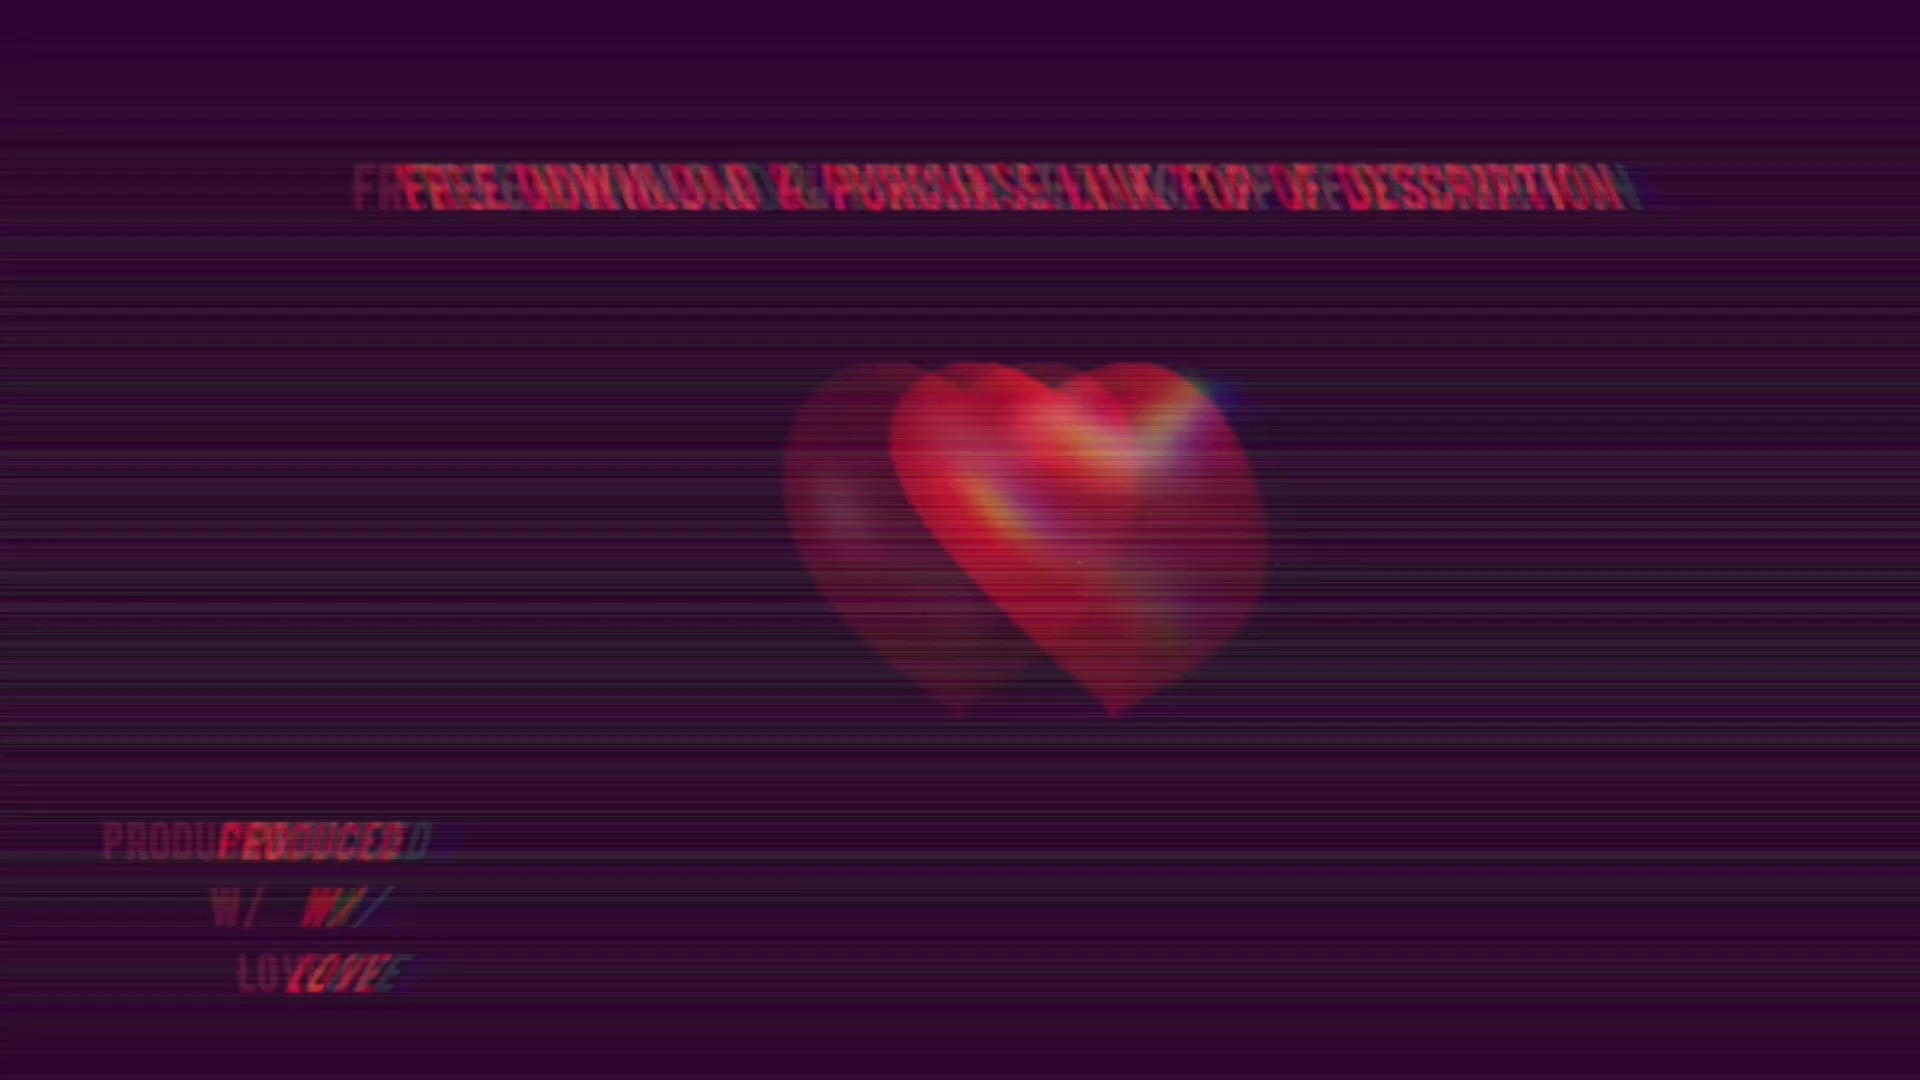 FREE DOWNLOAD & PURCHASE LINK TOP OF DESCRIPTION
PRODUCED
W/
LOVE